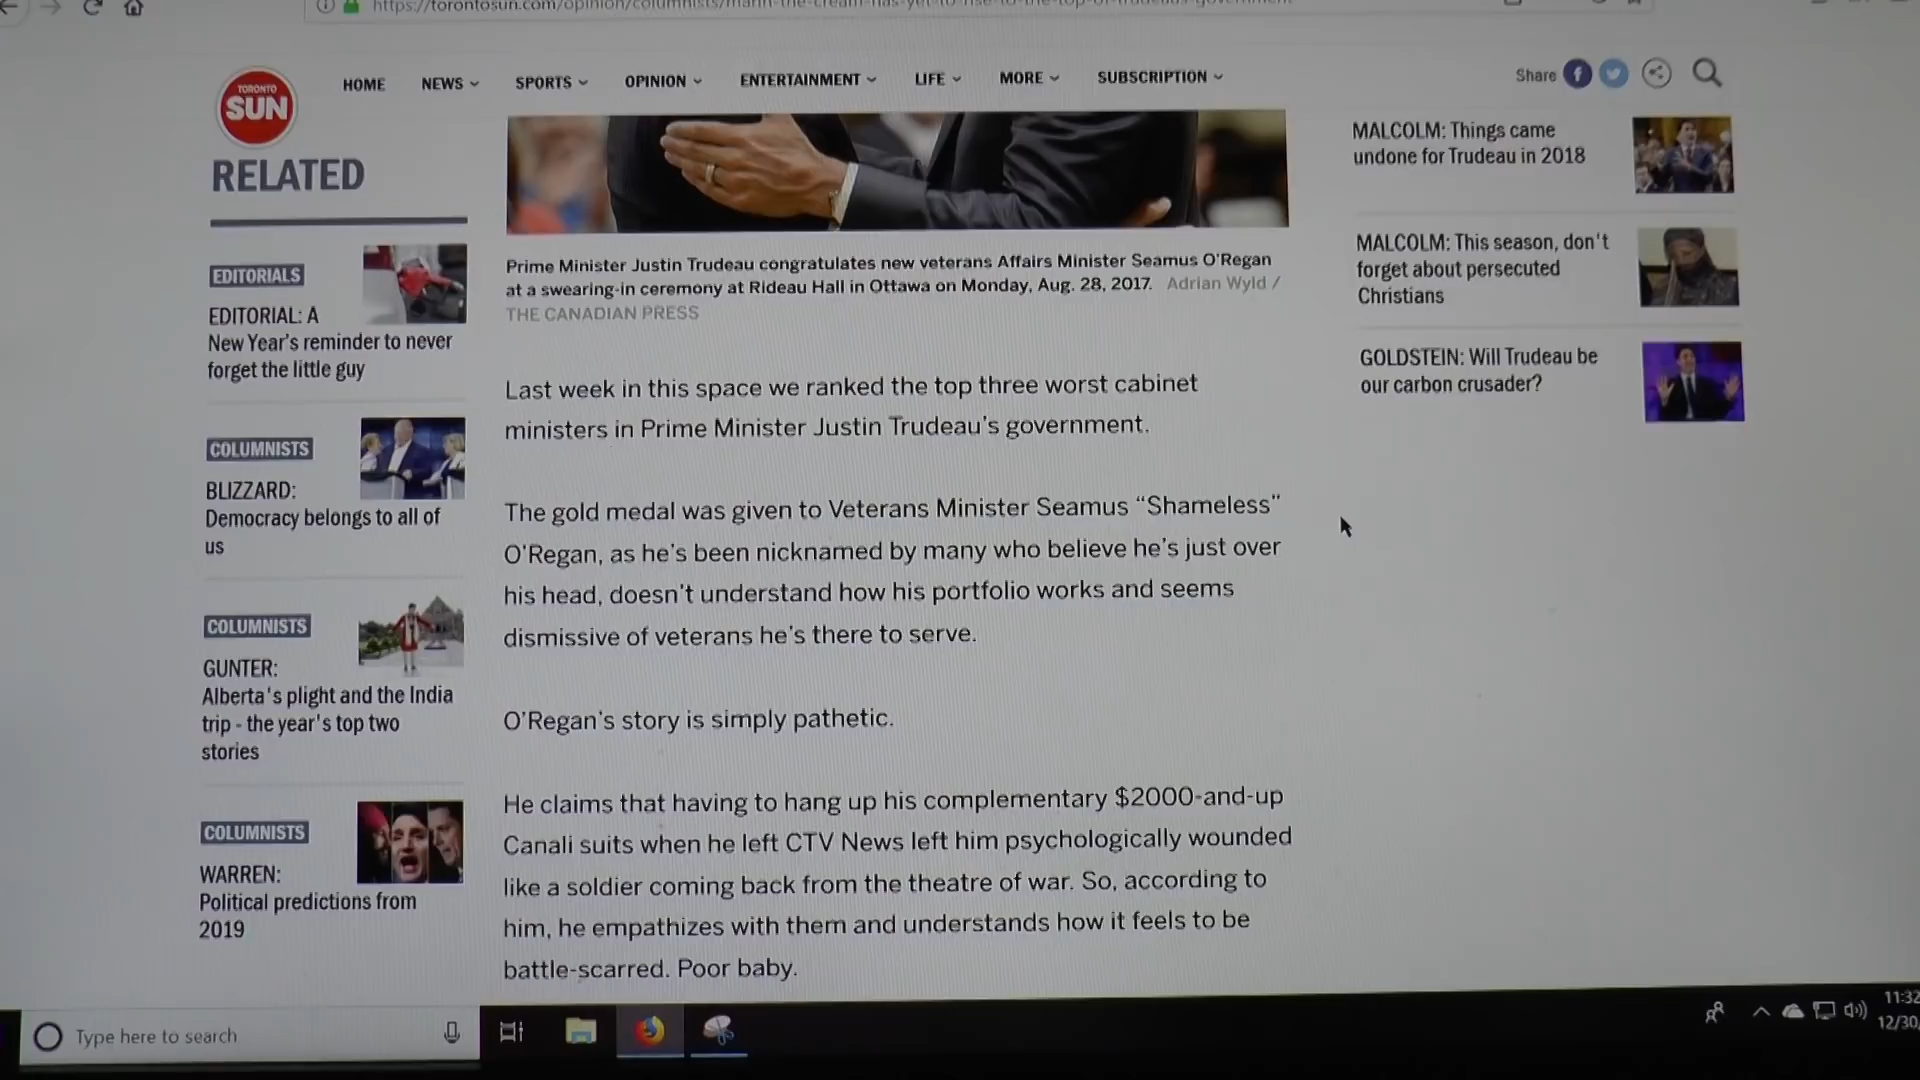 HOME NEWS SPORTS OPINION ENTERTAINMENT LIFE MORE SUBSCRIPTION
Share
TORONTO
SUN
RELATED
EDITORIALS
EDITORIAL: A
New Year's reminder to never
forget the little guy
COLUMNISTS
BLIZZARD:
Democracy belongs to all of
us
COLUMNISTS
GUNTER:
Alberta's plight and the India
trip - the year's top two
stories
COLUMNISTS
WARREN:
Political predictions from
2019
Prime Minister Justin Trudeau congratulates new veterans Affairs Minister Seamus O'Regan
at a swearing-in ceremony at Rideau Hall in Ottawa on Monday, Aug. 28, 2017. Adrian Wyld /
THE CANADIAN PRESS
Last week in this space we ranked the top three worst cabinet
ministers in Prime Minister Justin Trudeau's government.
The gold medal was given to Veterans Minister Seamus “Shameless”
O'Regan, as he's been nicknamed by many who believe he's just over
his head, doesn't understand how his portfolio works and seems
dismissive of veterans he's there to serve.
O'Regan's story is simply pathetic.
He claims that having to hang up his complementary $2000-and-up
Canali suits when he left CTV News left him psychologically wounded
like a soldier coming back from the theatre of war. So, according to
him, he empathizes with them and understands how it feels to be
battle-scarred. Poor baby.
MALCOLM: Things came
undone for Trudeau in 2018
MALCOLM: This season, don't
forget about persecuted
Christians
GOLDSTEIN: Will Trudeau be
our carbon crusader?
Type here to search
11:32
12/30